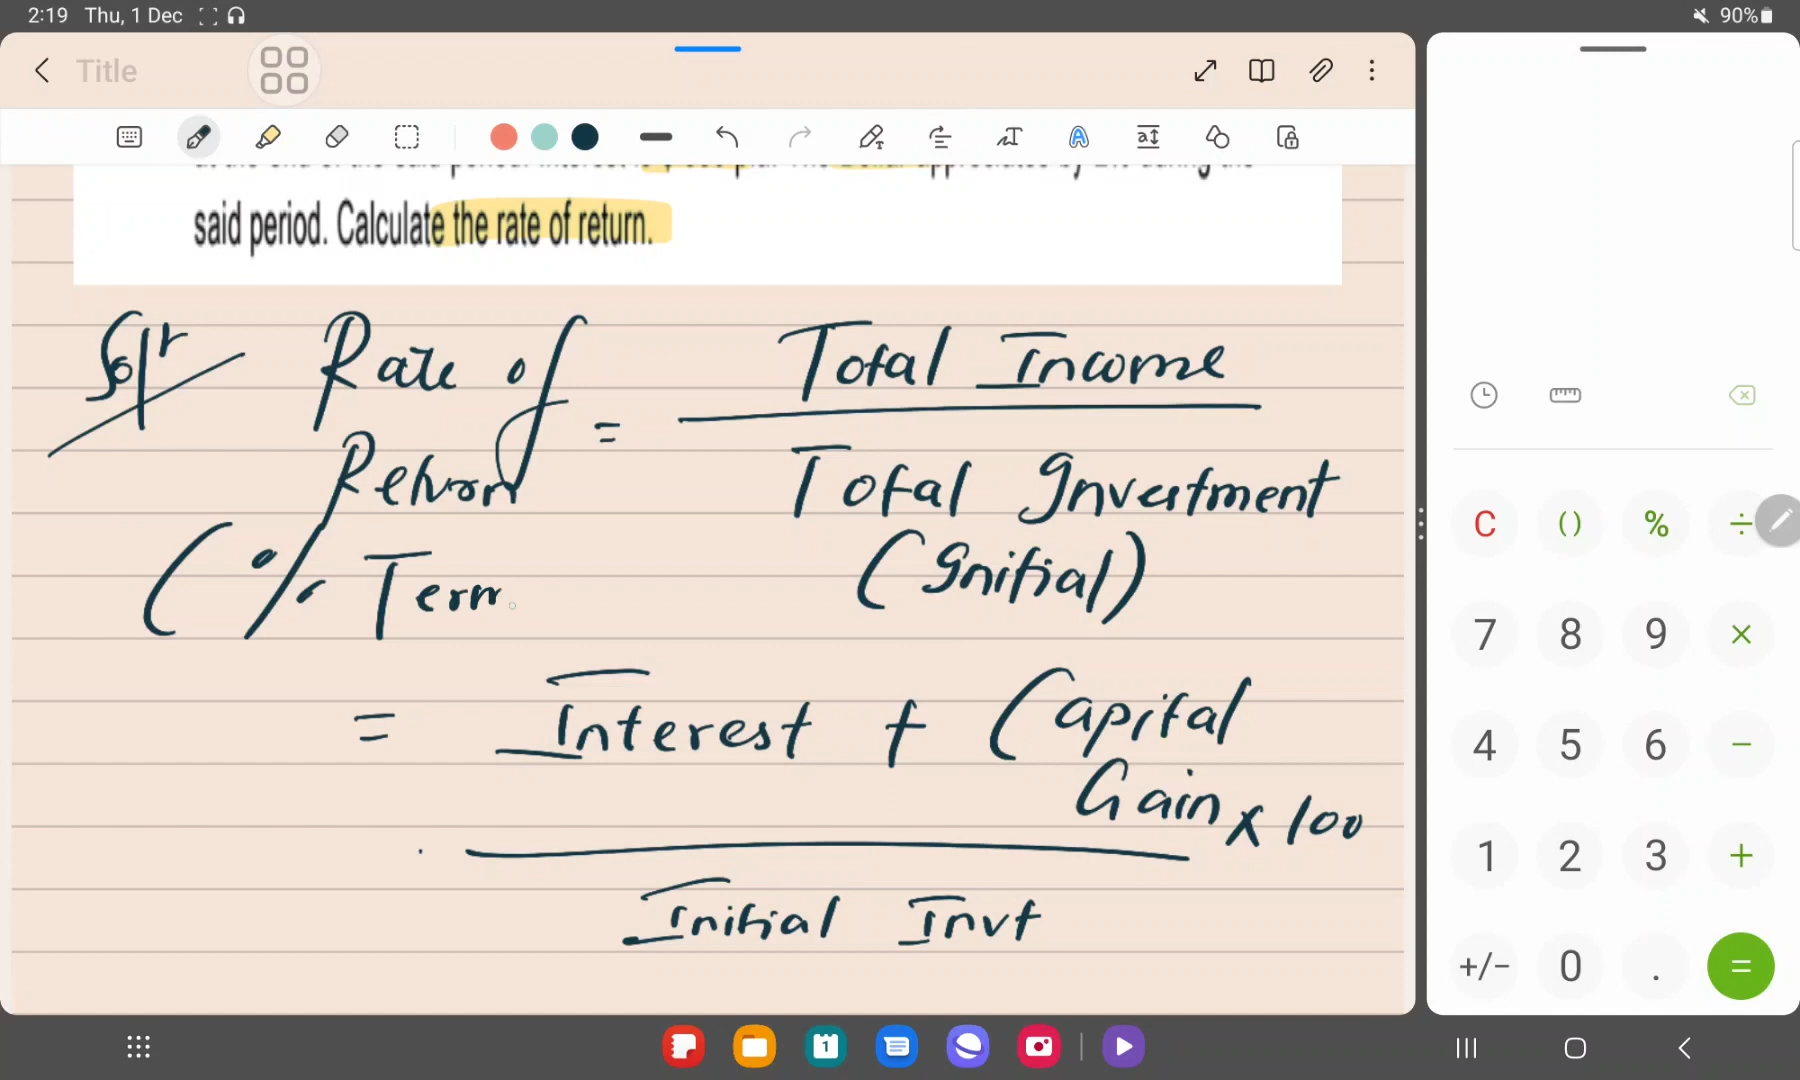 2:19 Thu, 1 Dec
90%
Title
said period. Calculate the rate of return.
Soln Rate of Return = Total Income
Total Investment
(Initial)
(% Term
= Interest + Capital
Gain × 100
Initial Invt
C () % ÷
7 8 9 ×
4 5 6 −
1 2 3 +
+/− 0 . =
1